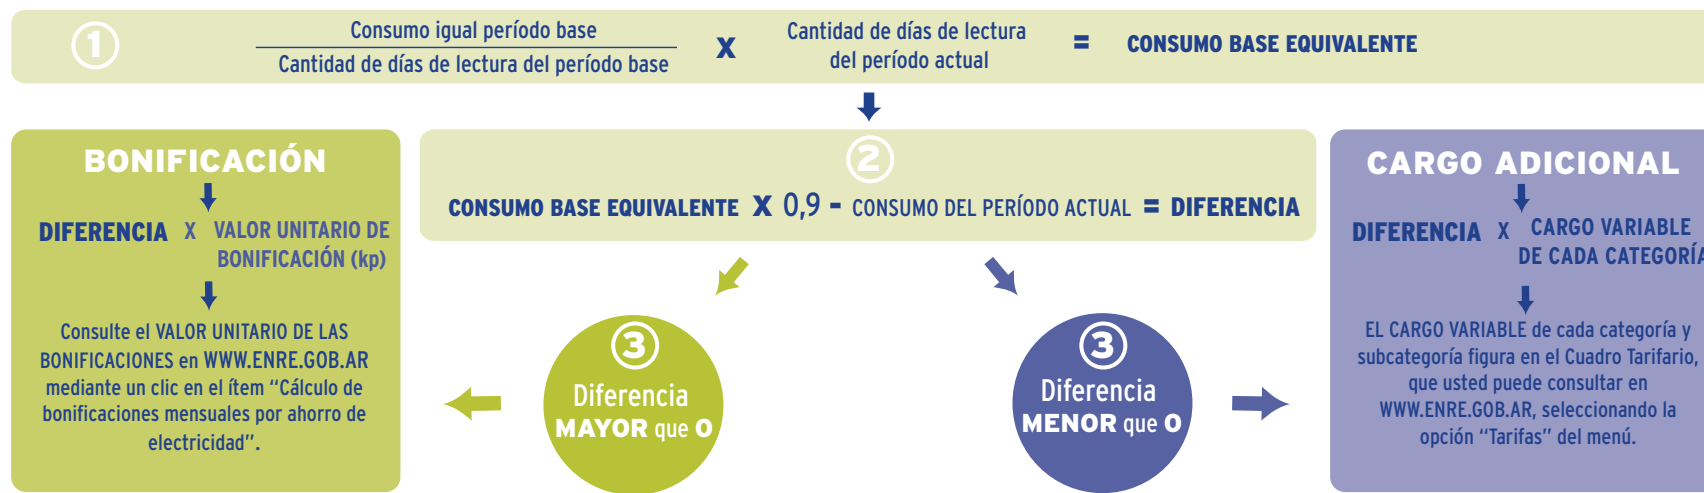 1
Consumo igual período base
Cantidad de días de lectura del período base
X
Cantidad de días de lectura
del período actual
= CONSUMO BASE EQUIVALENTE
BONIFICACIÓN
DIFERENCIA X VALOR UNITARIO DE
BONIFICACIÓN (kp)
Consulte el VALOR UNITARIO DE LAS
BONIFICACIONES en WWW.ENRE.GOB.AR
mediante un clic en el ítem “Cálculo de
bonificaciones mensuales por ahorro de
electricidad”.
2
CONSUMO BASE EQUIVALENTE X 0,9 - CONSUMO DEL PERÍODO ACTUAL = DIFERENCIA
3
Diferencia
MAYOR que 0
3
Diferencia
MENOR que 0
CARGO ADICIONAL
DIFERENCIA X CARGO VARIABLE
DE CADA CATEGORÍA
EL CARGO VARIABLE de cada categoría y
subcategoría figura en el Cuadro Tarifario,
que usted puede consultar en
WWW.ENRE.GOB.AR, seleccionando la
opción “Tarifas” del menú.